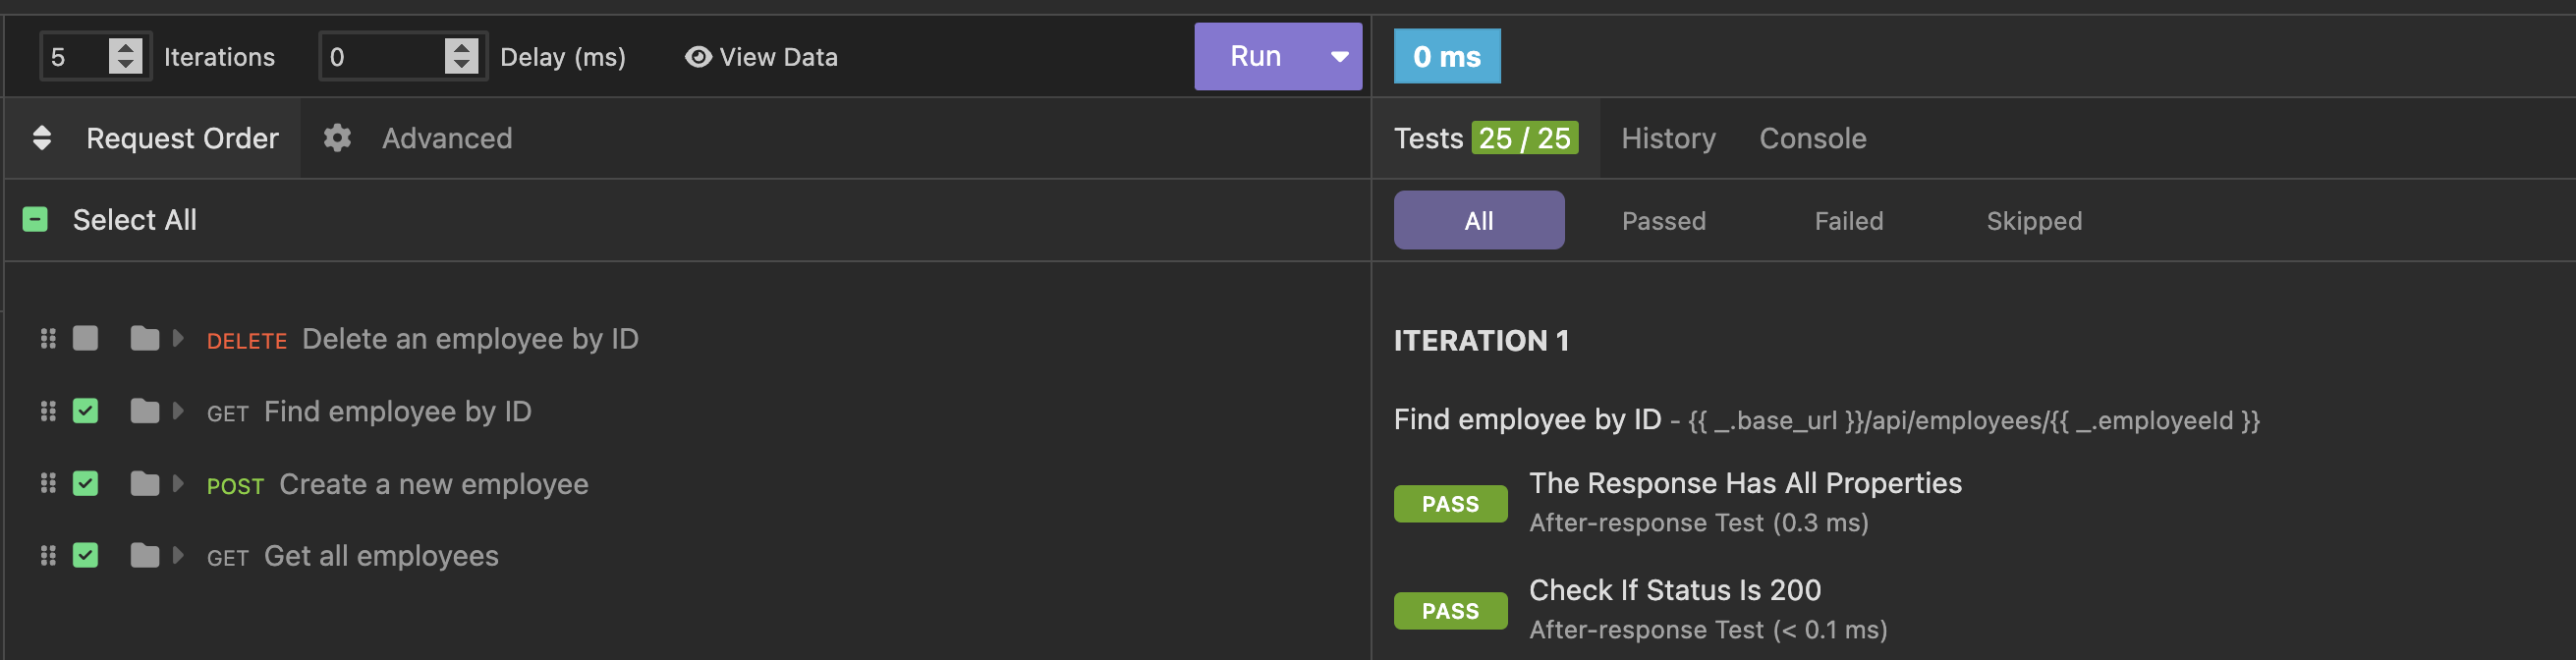 5 Iterations 0 Delay (ms) View Data Run
0 ms
Request Order Advanced
Tests 25 / 25 History Console
Select All
All Passed Failed Skipped
DELETE Delete an employee by ID
GET Find employee by ID
POST Create a new employee
GET Get all employees
ITERATION 1
Find employee by ID - {{ _.base_url }}/api/employees/{{ _.employeeId }}
PASS The Response Has All Properties
After-response Test (0.3 ms)
PASS Check If Status Is 200
After-response Test (< 0.1 ms)